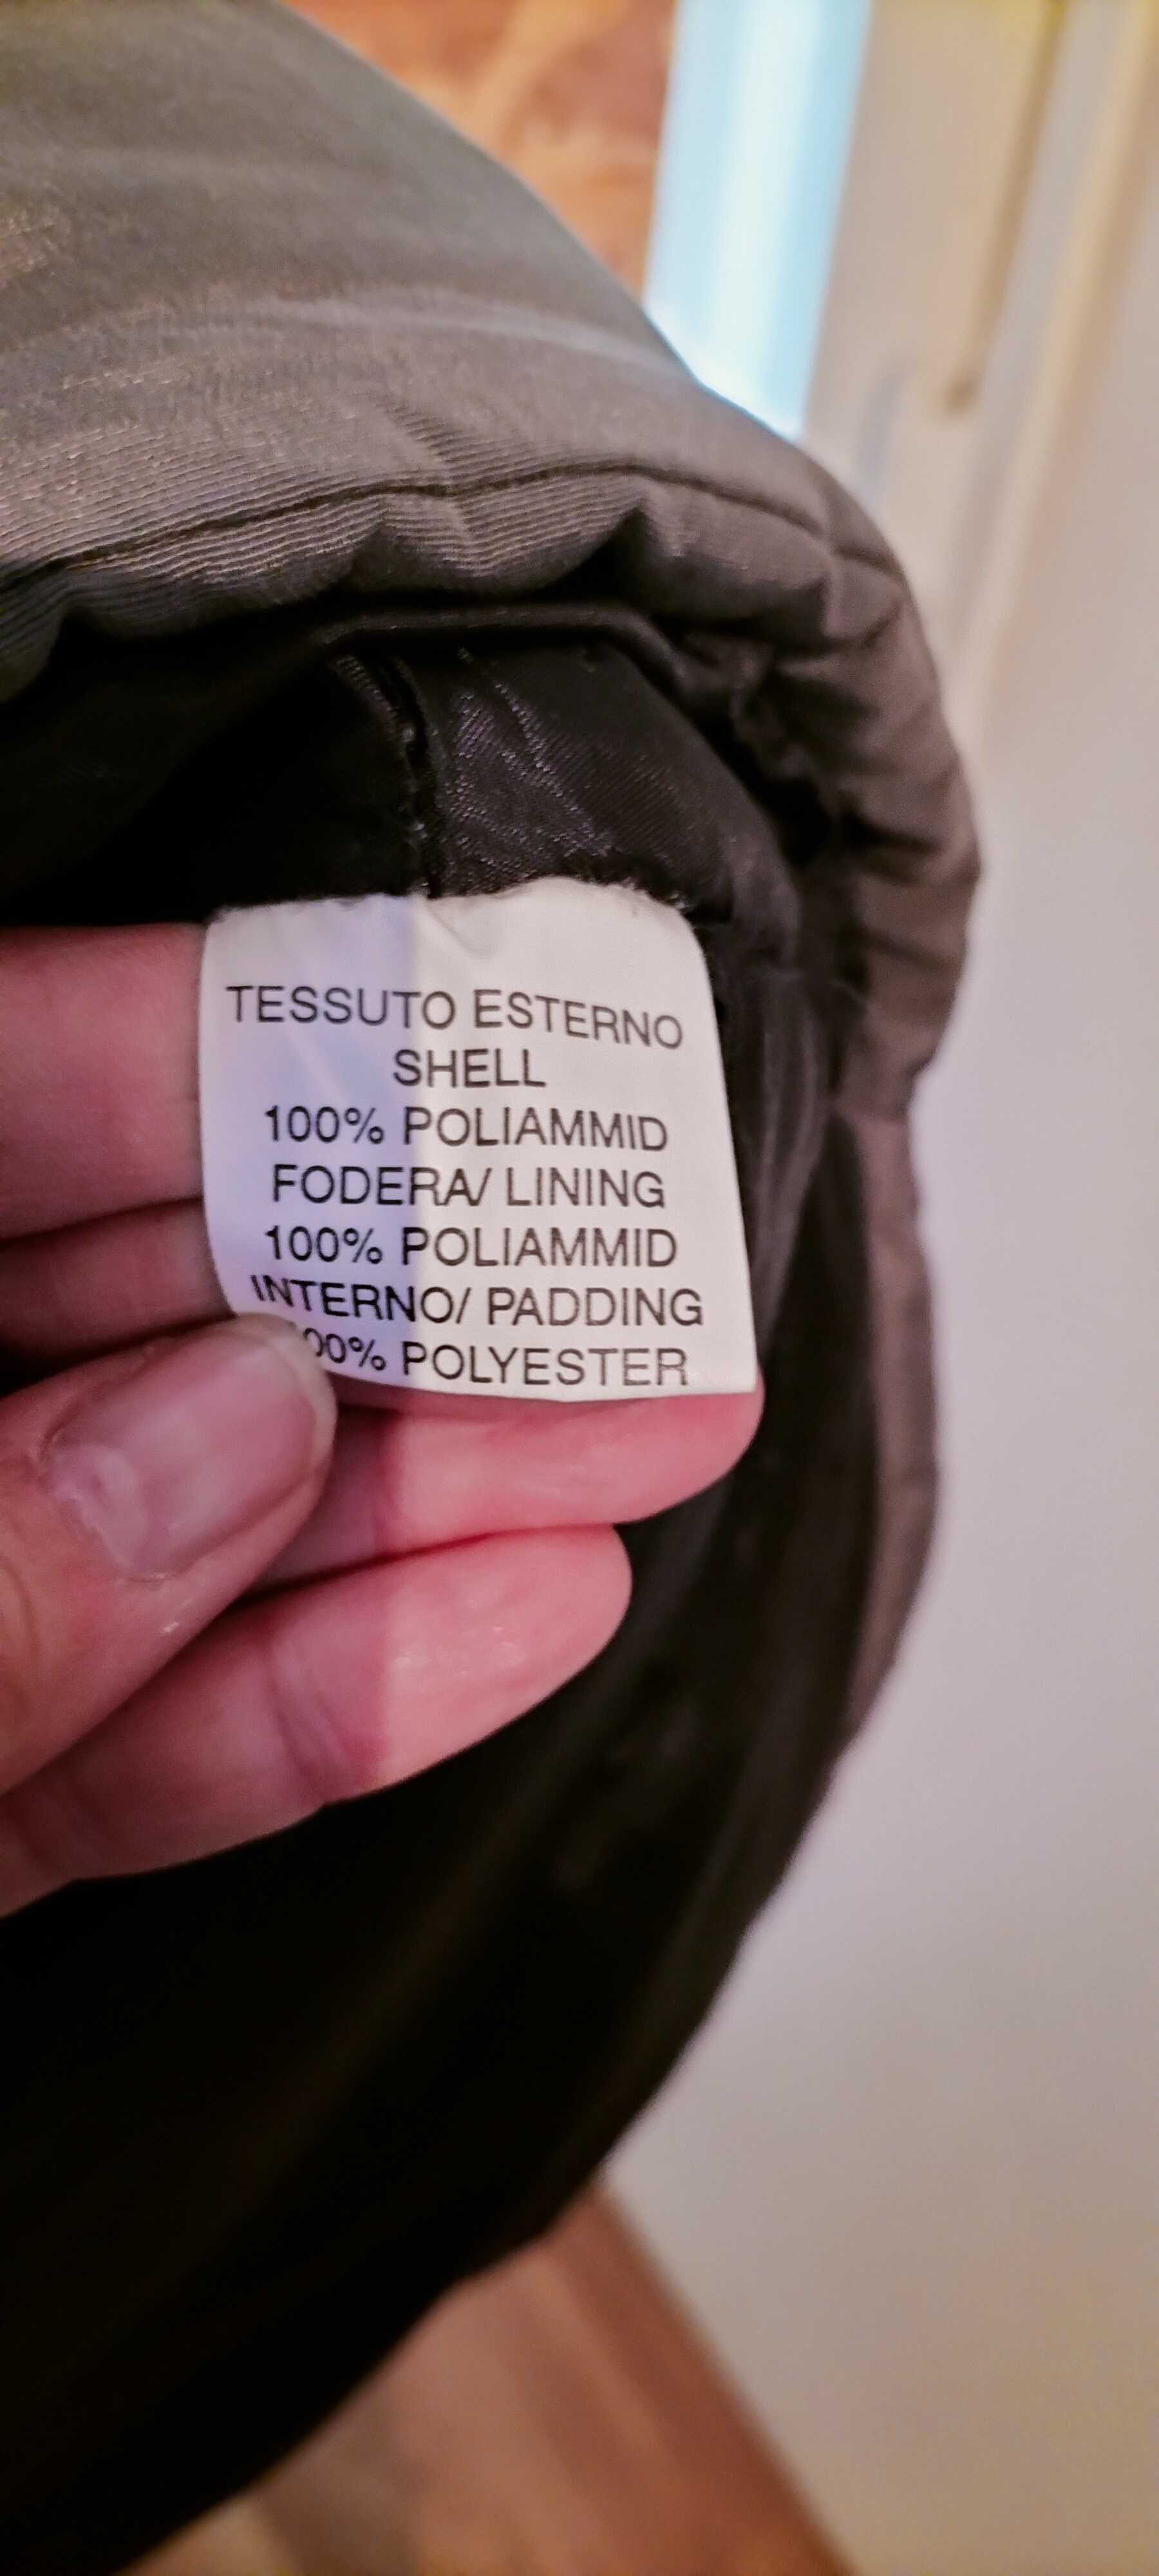 TESSUTO ESTERNO
SHELL
100% POLIAMMID
FODERA/ LINING
100% POLIAMMID
INTERNO/ PADDING
00% POLYESTER